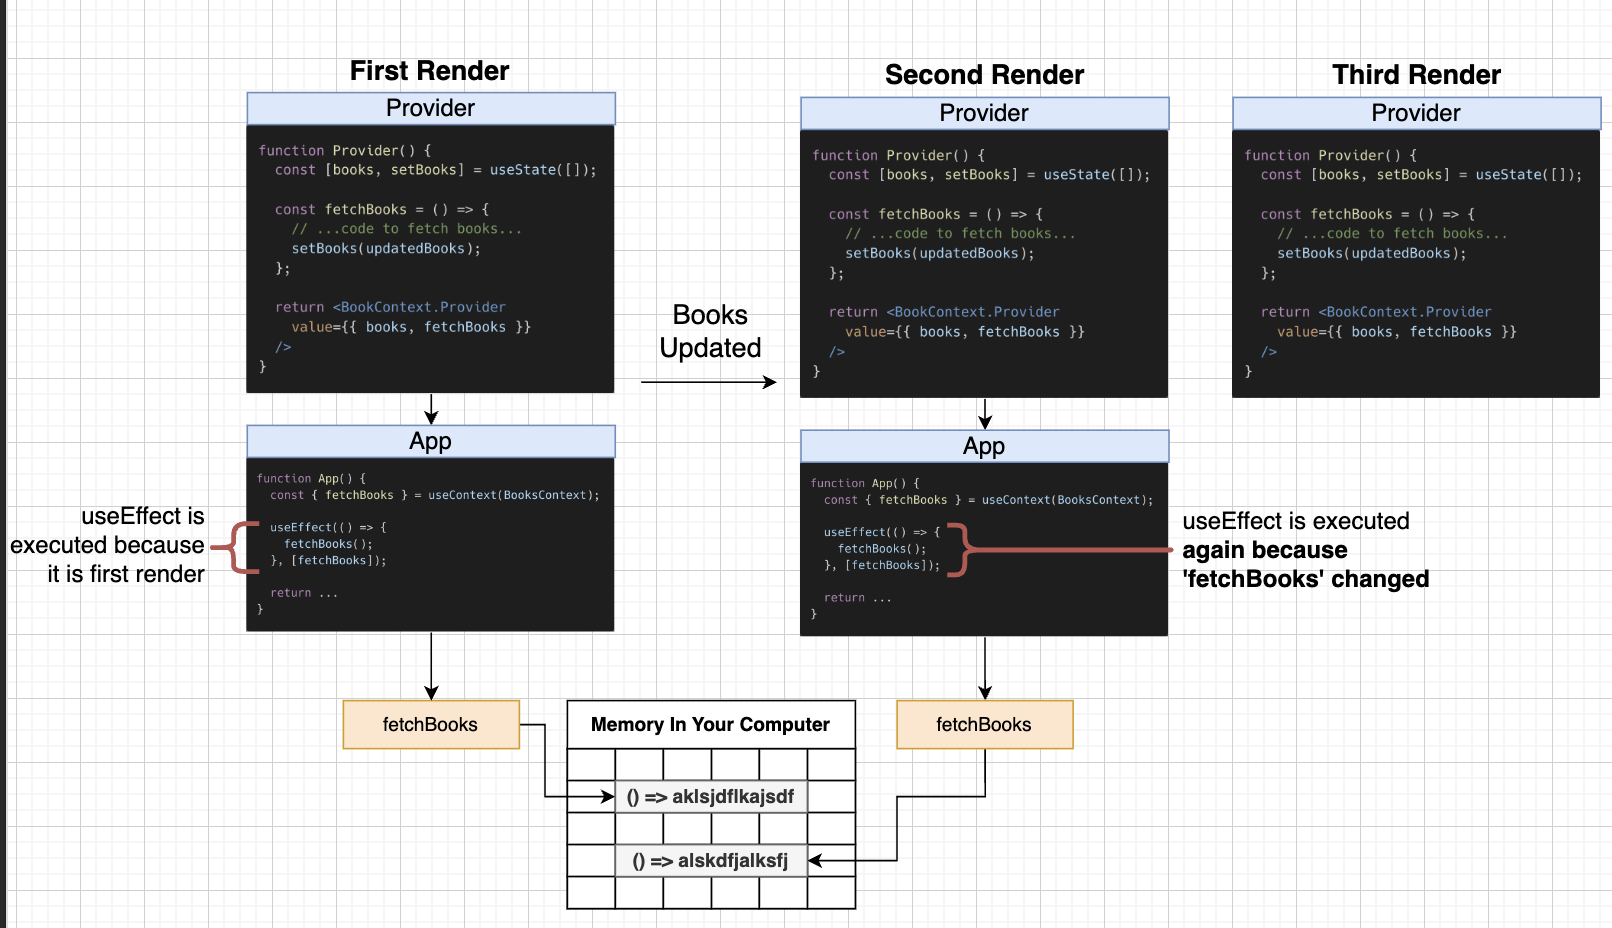 First Render
Provider
function Provider() {
const [books, setBooks] = useState([]);
const fetchBooks = () => {
// ...code to fetch books...
setBooks(updatedBooks);
};
return <BookContext.Provider
value={{ books, fetchBooks }}
/>
}
App
function App() {
const { fetchBooks } = useContext(BooksContext);
useEffect(() => {
fetchBooks();
}, [fetchBooks]);
return ...
}
useEffect is
executed because
it is first render
fetchBooks
Books
Updated
Second Render
Provider
function Provider() {
const [books, setBooks] = useState([]);
const fetchBooks = () => {
// ...code to fetch books...
setBooks(updatedBooks);
};
return <BookContext.Provider
value={{ books, fetchBooks }}
/>
}
App
function App() {
const { fetchBooks } = useContext(BooksContext);
useEffect(() => {
fetchBooks();
}, [fetchBooks]);
return ...
}
useEffect is executed
again because
'fetchBooks' changed
fetchBooks
Memory In Your Computer
() => aklsjdflkajsdf
() => alskdfjalksfj
Third Render
Provider
function Provider() {
const [books, setBooks] = useState([]);
const fetchBooks = () => {
// ...code to fetch books...
setBooks(updatedBooks);
};
return <BookContext.Provider
value={{ books, fetchBooks }}
/>
}